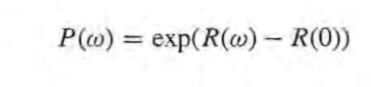 P(ω) = exp(R(ω) − R(0))